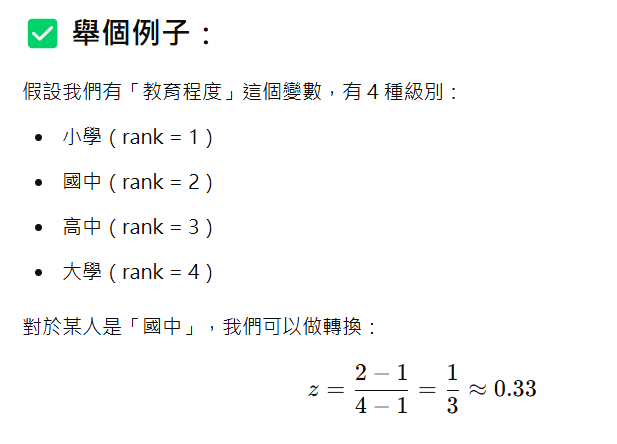 ✅ 舉個例子：
假設我們有「教育程度」這個變數，有 4 種級別：
• 小學（rank = 1）
• 國中（rank = 2）
• 高中（rank = 3）
• 大學（rank = 4）
對於某人是「國中」，我們可以做轉換：
z = \frac{2-1}{4-1} = \frac{1}{3} ≈ 0.33